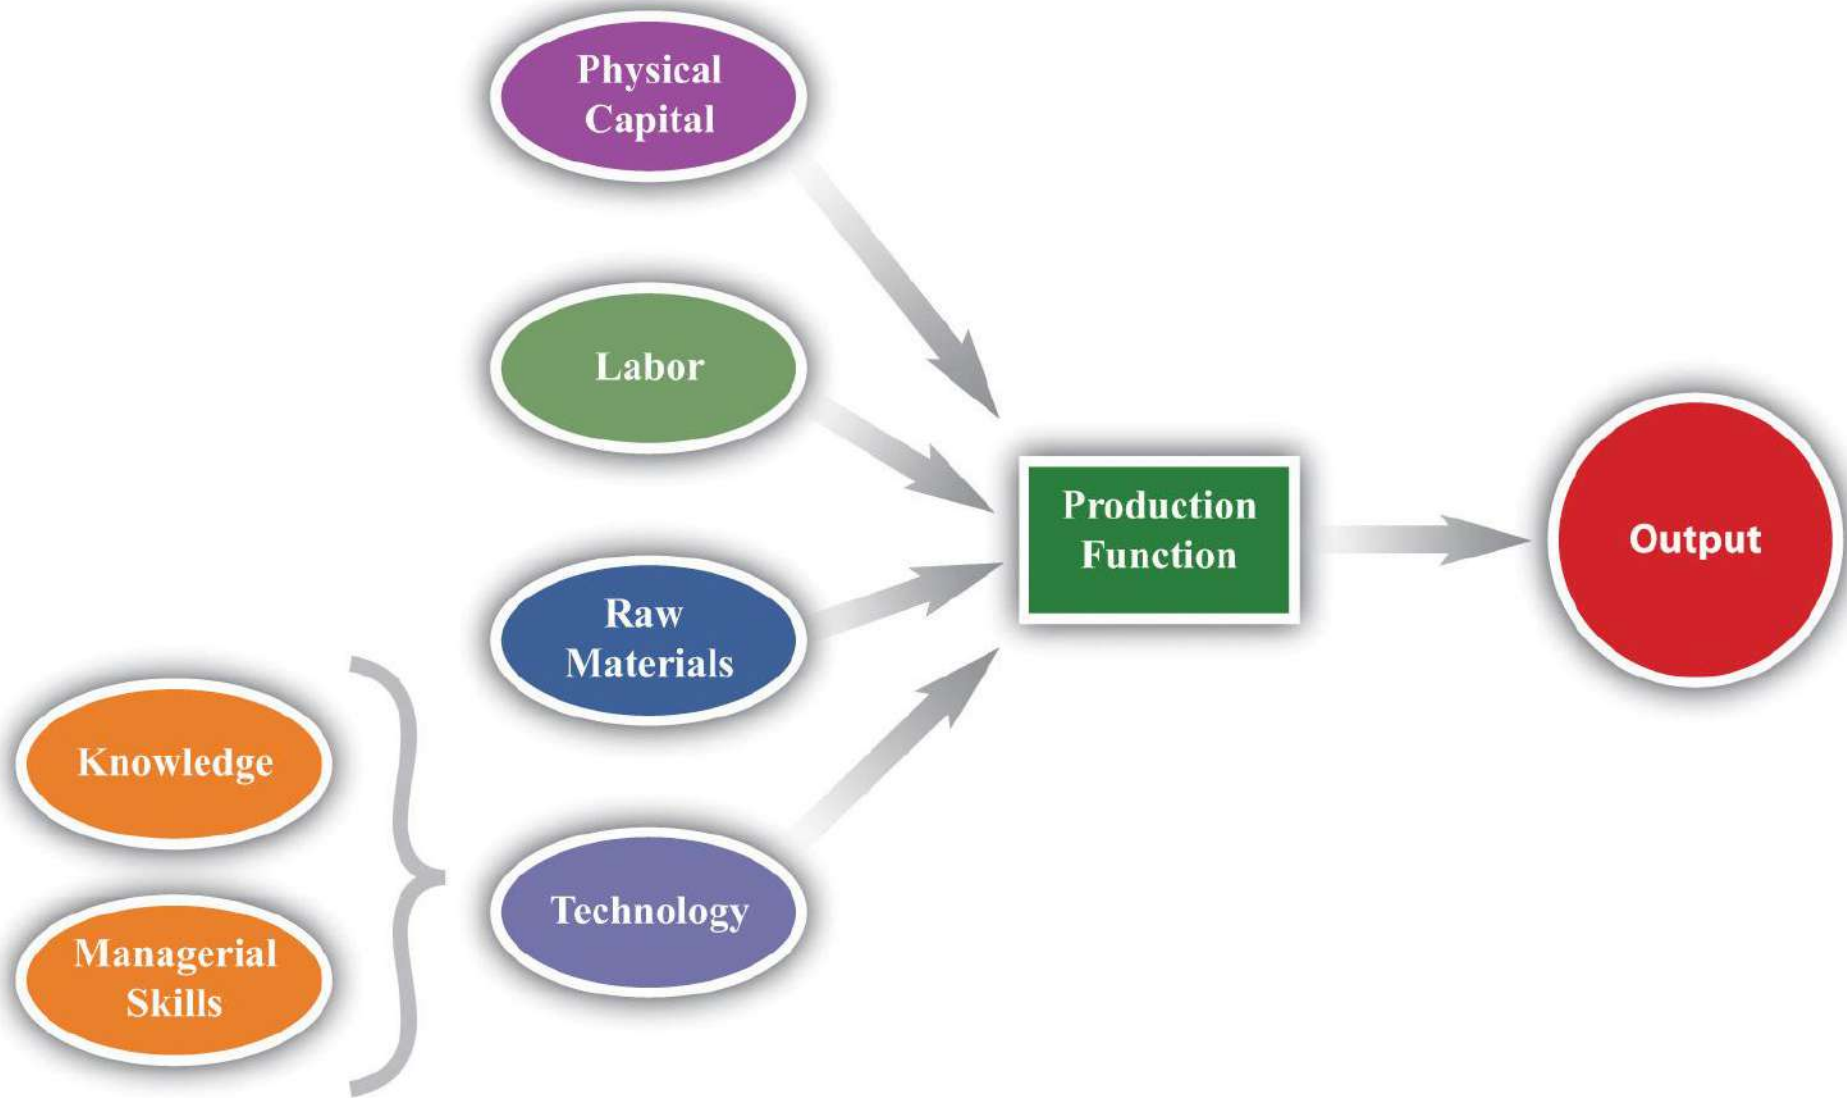 Physical
Capital
Labor
Raw
Materials
Knowledge
Managerial
Skills
Technology
Production
Function
Output